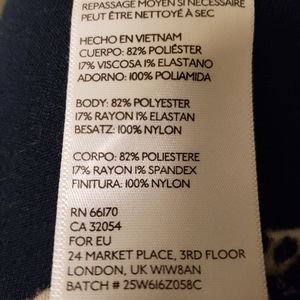 REPASSAGE MOYEN SI NÉCESSAIRE
PEUT ÊTRE NETTOYÉ À SEC
HECHO EN VIETNAM
CUERPO: 82% POLIÉSTER
17% VISCOSA 1% ELASTANO
ADORNO: 100% POLIAMIDA
BODY: 82% POLYESTER
17% RAYON 1% ELASTAN
BESATZ: 100% NYLON
CORPO: 82% POLIESTERE
17% RAYON 1% SPANDEX
FINITURA: 100% NYLON
RN 66170
CA 32054
FOR EU
24 MARKET PLACE, 3RD FLOOR
LONDON, UK W1W8AN
BATCH # 25W616Z058C